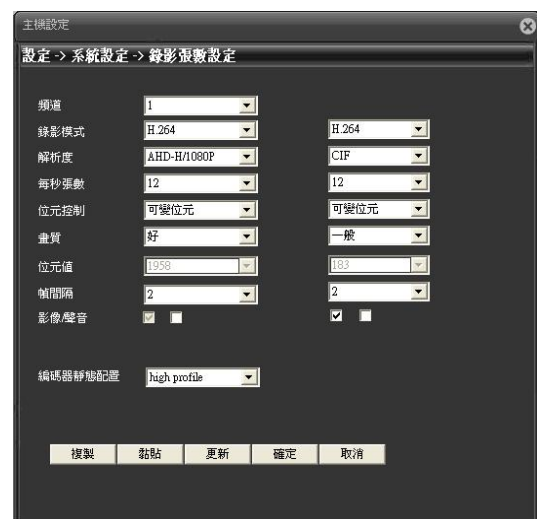 主機設定
設定 -> 系統設定 -> 錄影張數設定
頻道 1
錄影模式 H.264 H.264
解析度 AHD-H/1080P CIF
每秒張數 12 12
位元控制 可變位元 可變位元
畫質 好 一般
位元值 1958 183
幀間隔 2 2
影像/聲音
編碼器靜態配置 high profile
複製 黏貼 更新 確定 取消